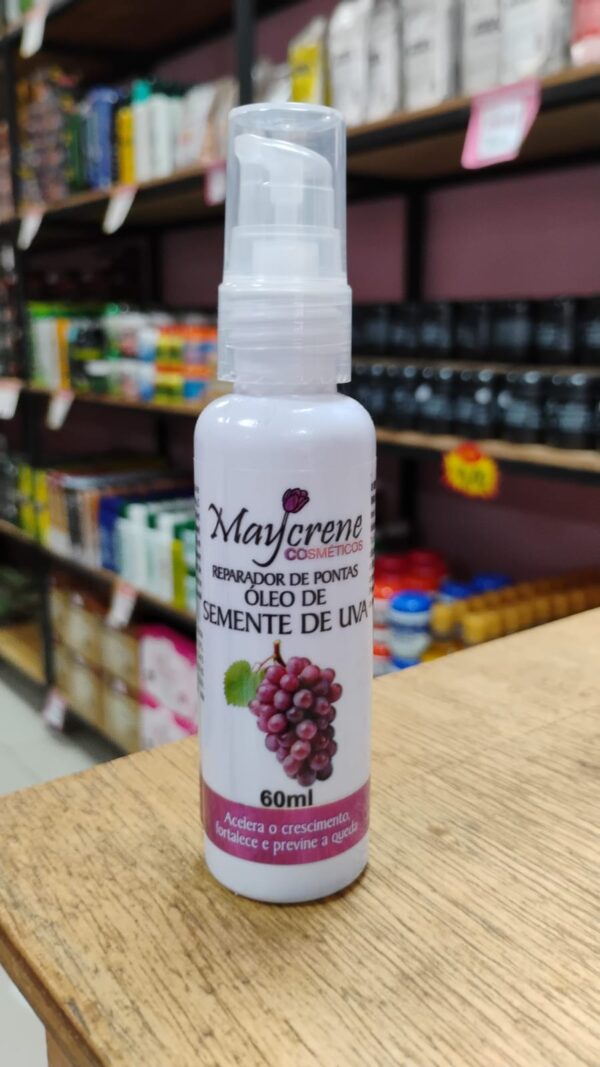 Maycrene
COSMÉTICOS
REPARADOR DE PONTAS
ÓLEO DE
SEMENTE DE UVA
60ml
Acelera o crescimento,
fortalece e previne a queda